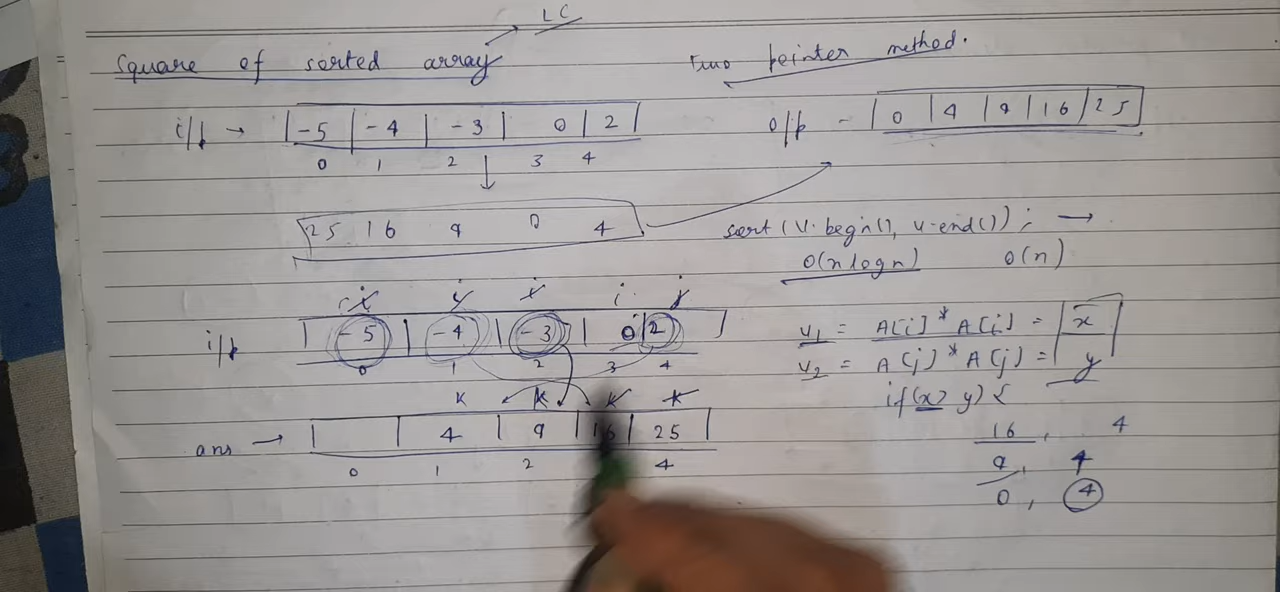 LC
Square of sorted array
Two pointer method.
i/p → -5 -4 -3 0 2
o/p - 0 4 9 16 25
0 1 2 3 4
25 16 9 0 4
sort(v.begin(), v.end()); →
O(nlogn) O(n)
i i i i j
i/p -5 -4 -3 0 2
0 1 2 3 4
v1 = A[i] * A[i] = x
v2 = A[j] * A[j] = y
if(x>y){
K K K K
ans → 4 9 16 25
0 1 2 4
16, 4
9, 4
0, 4